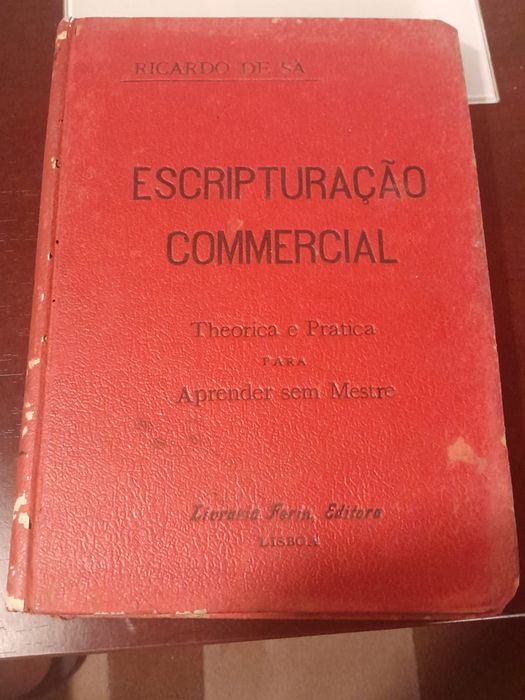 RICARDO DE SÁ
ESCRIPTURAÇÃO
COMMERCIAL
Theorica e Pratica
PARA
Aprender sem Mestre
Livraria Ferin, Editora
LISBOA